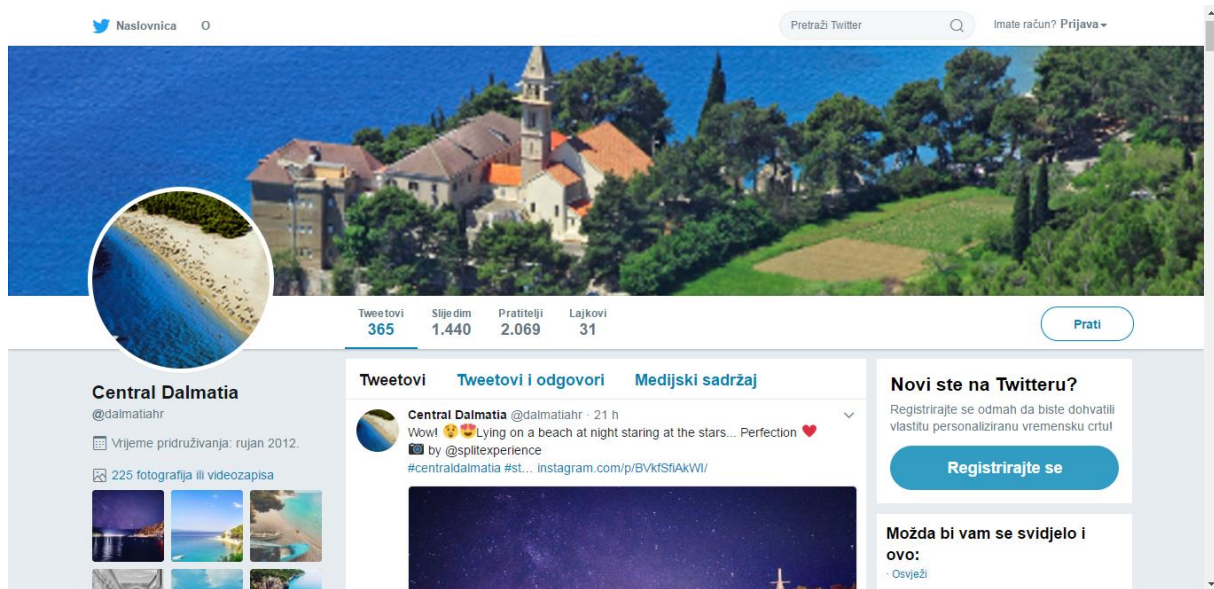 Naslovnica O
Pretraži Twitter
Imate račun? Prijava
Tweetovi 365
Slijedim 1.440
Pratitelji 2.069
Lajkovi 31
Prati
Central Dalmatia
@dalmatiahr
Vrijeme pridruživanja: rujan 2012.
225 fotografija ili videozapisa
Tweetovi Tweetovi i odgovori Medijski sadržaj
Central Dalmatia @dalmatiahr · 21 h
Wow! 😲😍Lying on a beach at night staring at the stars... Perfection ❤️
📷 by @splitexperience
#centraldalmatia #st... instagram.com/p/BVkfSfiAkWI/
Novi ste na Twitteru?
Registrirajte se odmah da biste dohvatili
vlastitu personaliziranu vremensku crtu!
Registrirajte se
Možda bi vam se svidjelo i
ovo:
· Osvježi